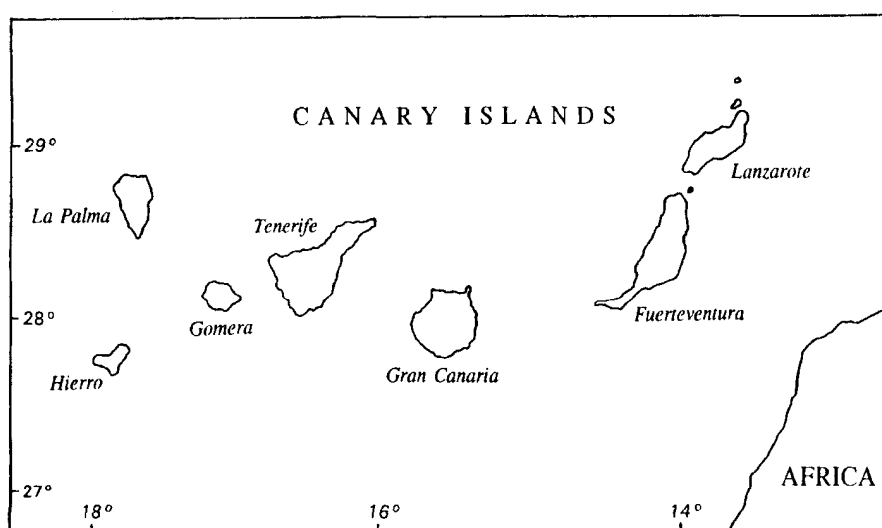 CANARY ISLANDS
29°
Lanzarote
La Palma
Tenerife
28°
Gomera
Fuerteventura
Hierro
Gran Canaria
AFRICA
27°
18°
16°
14°